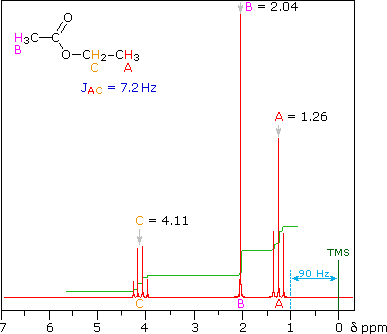 B = 2.04
O
H₃C
B
O
CH₂
CH₃
C
A
J_AC = 7.2 Hz
A = 1.26
C = 4.11
TMS
90 Hz
C
B
A
7 6 5 4 3 2 1 0 δ ppm